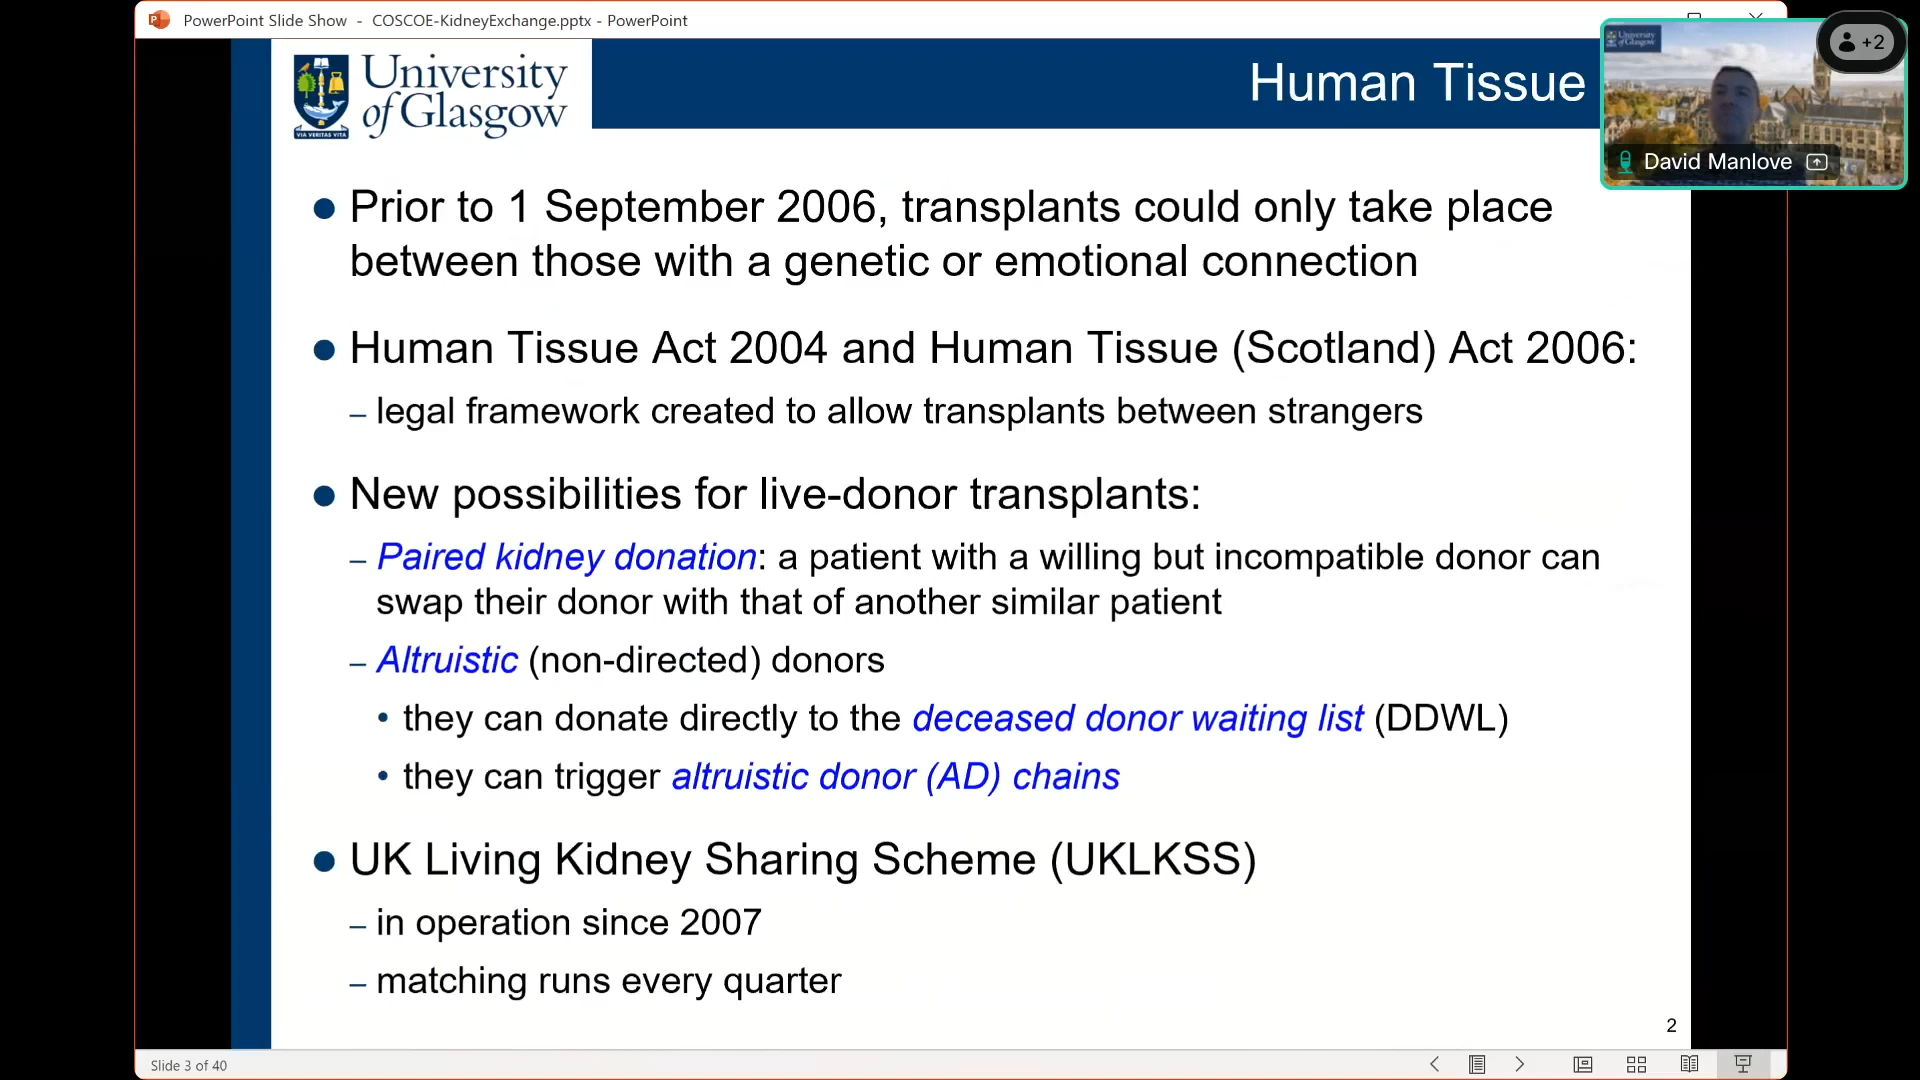 PowerPoint Slide Show - COSCOE-KidneyExchange.pptx - PowerPoint
+2
University
of Glasgow
VIA VERITAS VITA
Human Tissue
University
of Glasgow
David Manlove
Prior to 1 September 2006, transplants could only take place
between those with a genetic or emotional connection
Human Tissue Act 2004 and Human Tissue (Scotland) Act 2006:
– legal framework created to allow transplants between strangers
New possibilities for live-donor transplants:
– Paired kidney donation: a patient with a willing but incompatible donor can
swap their donor with that of another similar patient
– Altruistic (non-directed) donors
• they can donate directly to the deceased donor waiting list (DDWL)
• they can trigger altruistic donor (AD) chains
UK Living Kidney Sharing Scheme (UKLKSS)
– in operation since 2007
– matching runs every quarter
2
Slide 3 of 40